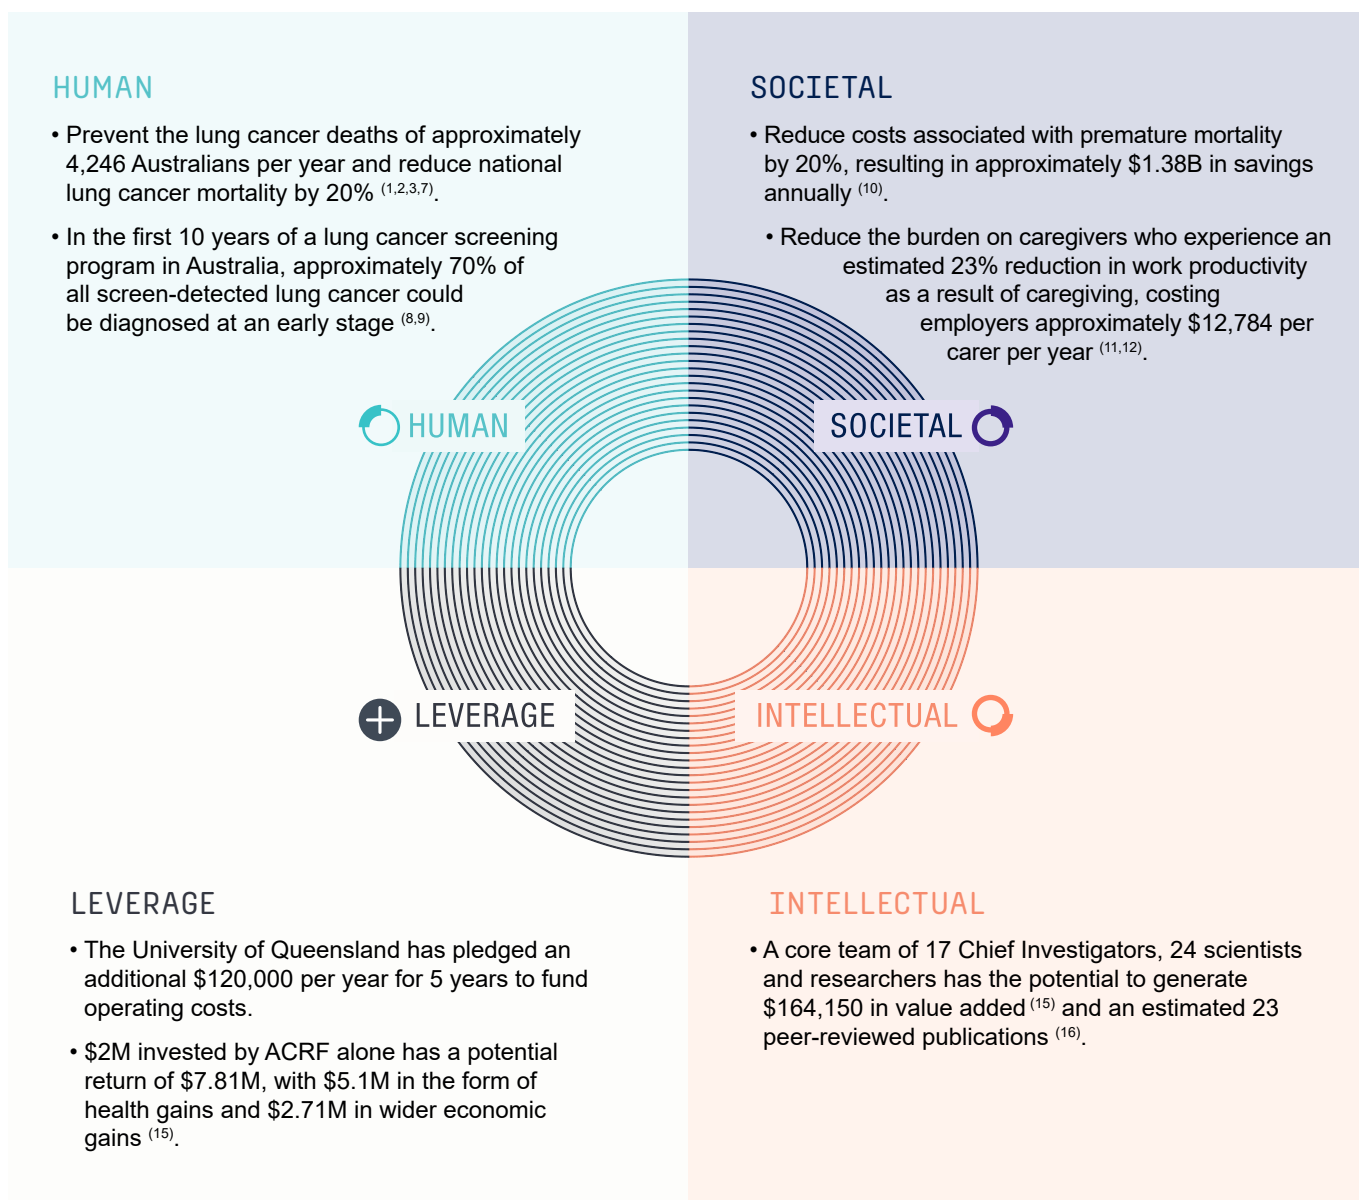 HUMAN
• Prevent the lung cancer deaths of approximately
4,246 Australians per year and reduce national
lung cancer mortality by 20% (1,2,3,7).
• In the first 10 years of a lung cancer screening
program in Australia, approximately 70% of
all screen-detected lung cancer could
be diagnosed at an early stage (8,9).
SOCIETAL
• Reduce costs associated with premature mortality
by 20%, resulting in approximately $1.38B in savings
annually (10).
• Reduce the burden on caregivers who experience an
estimated 23% reduction in work productivity
as a result of caregiving, costing
employers approximately $12,784 per
carer per year (11,12).
HUMAN
SOCIETAL
LEVERAGE
INTELLECTUAL
LEVERAGE
• The University of Queensland has pledged an
additional $120,000 per year for 5 years to fund
operating costs.
• $2M invested by ACRF alone has a potential
return of $7.81M, with $5.1M in the form of
health gains and $2.71M in wider economic
gains (15).
INTELLECTUAL
• A core team of 17 Chief Investigators, 24 scientists
and researchers has the potential to generate
$164,150 in value added (15) and an estimated 23
peer-reviewed publications (16).